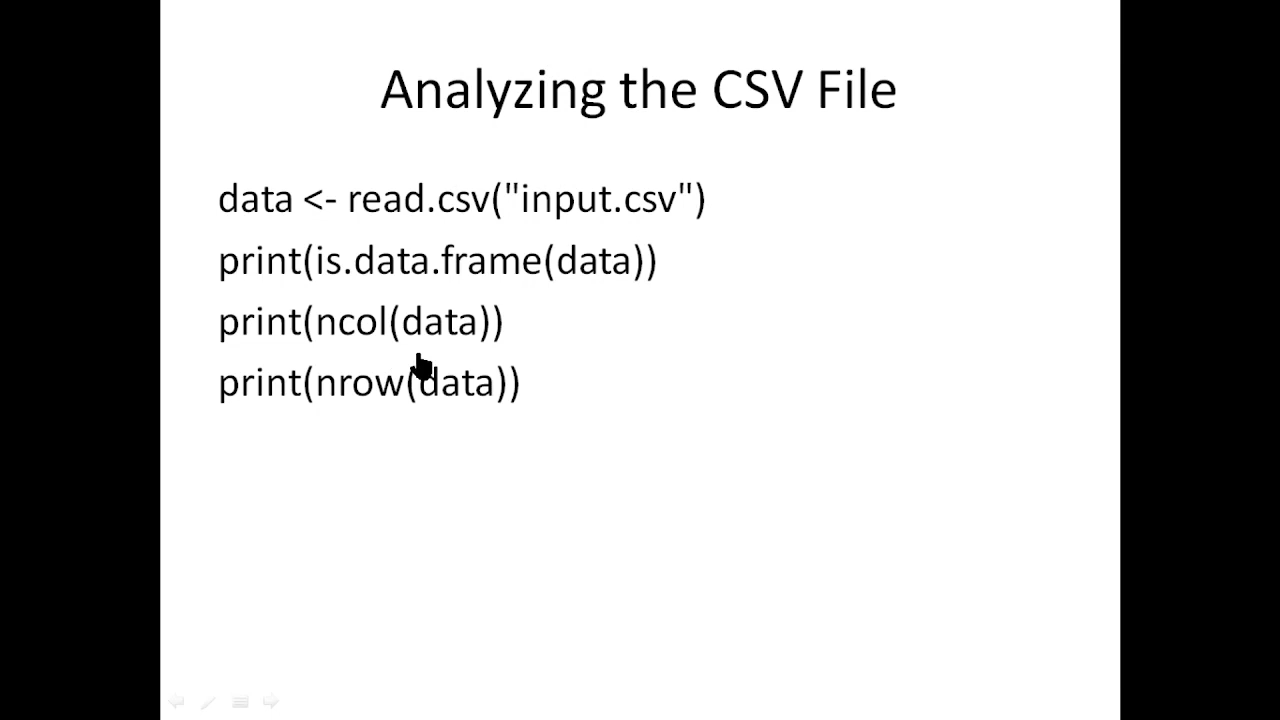 Analyzing the CSV File
data <- read.csv("input.csv")
print(is.data.frame(data))
print(ncol(data))
print(nrow(data))